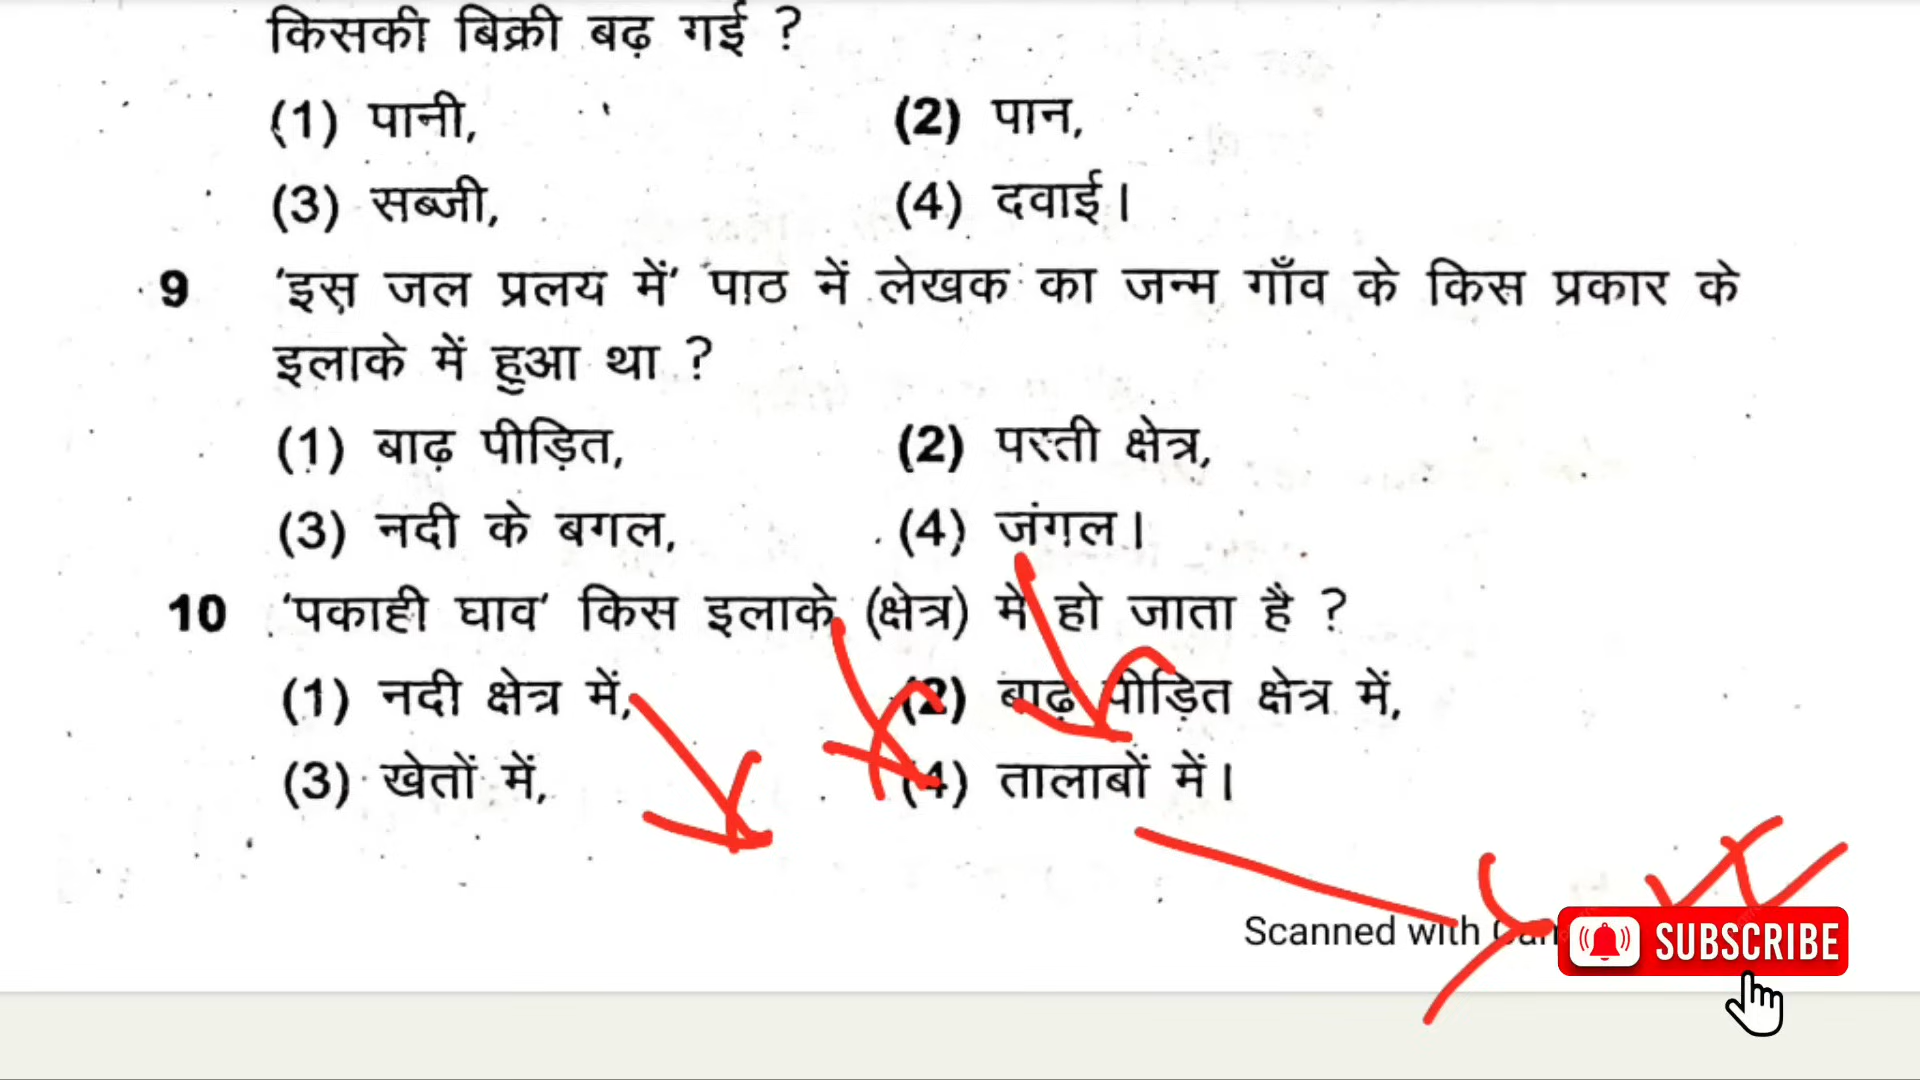 किसकी बिक्री बढ़ गई ?
(1) पानी, (2) पान,
(3) सब्जी, (4) दवाई।
9 'इस जल प्रलय में' पाठ नें लेखक का जन्म गाँव के किस प्रकार के
इलाके में हुआ था ?
(1) बाढ़ पीड़ित, (2) परती क्षेत्र,
(3) नदी के बगल, (4) जंगल।
10 'पकाही घाव' किस इलाके (क्षेत्र) में हो जाता है ?
(1) नदी क्षेत्र में, (2) बाढ़ पीड़ित क्षेत्र में,
(3) खेतों में, (4) तालाबों में।
Scanned with
SUBSCRIBE